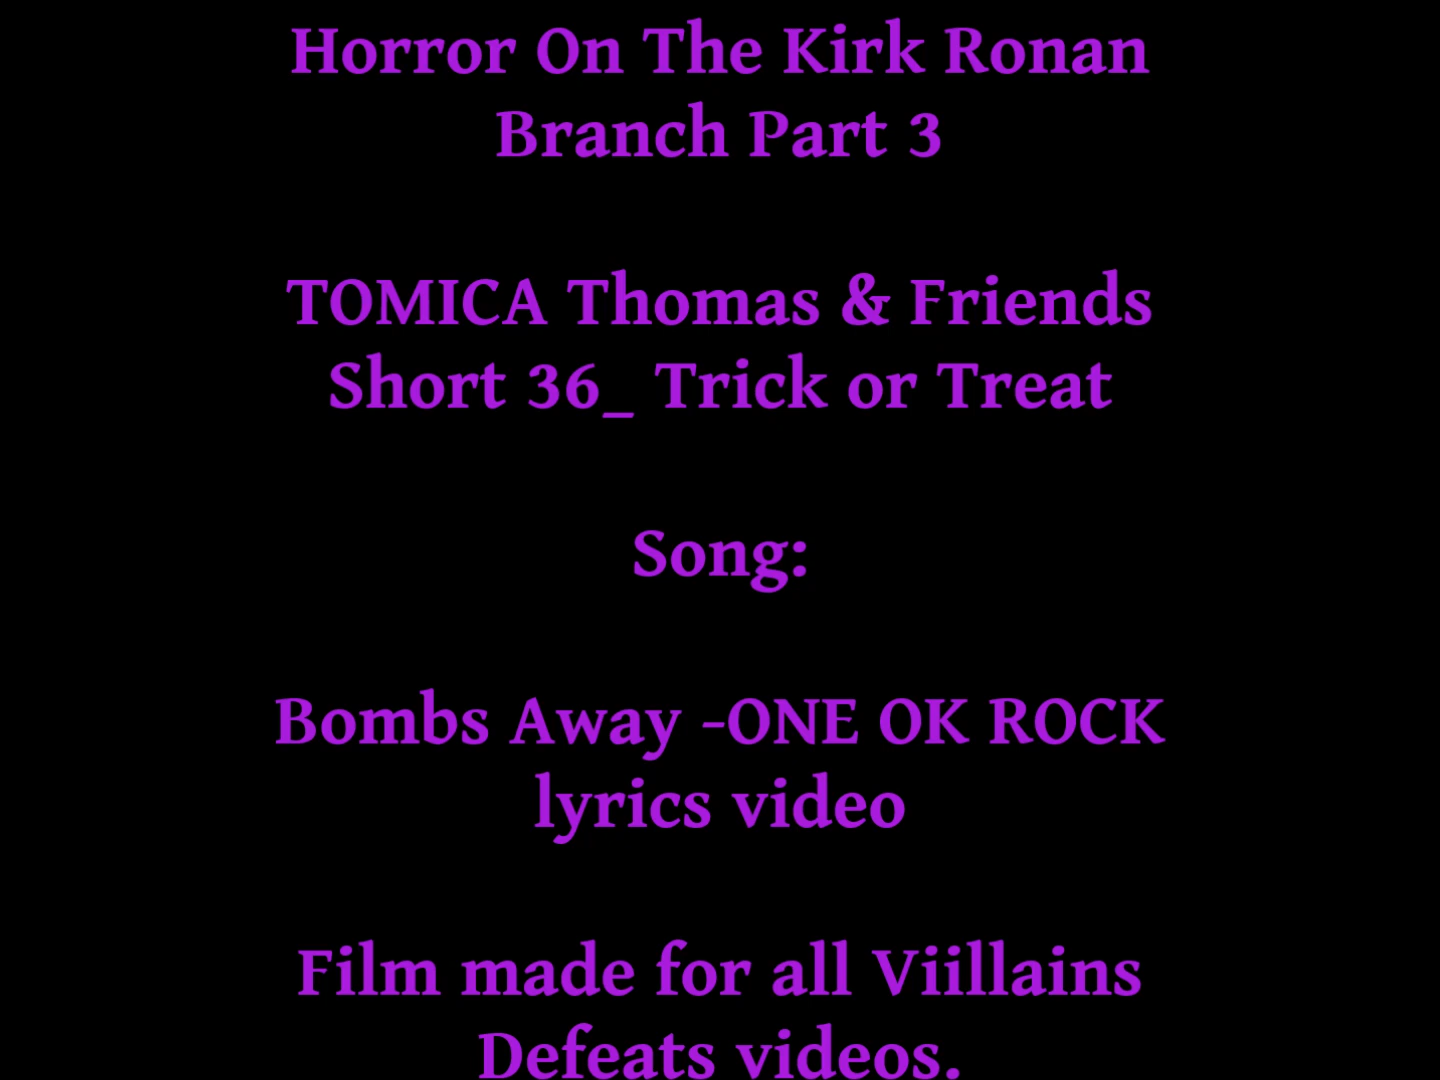 Horror On The Kirk Ronan
Branch Part 3
TOMICA Thomas & Friends
Short 36_ Trick or Treat
Song:
Bombs Away -ONE OK ROCK
lyrics video
Film made for all Viillains
Defeats videos.